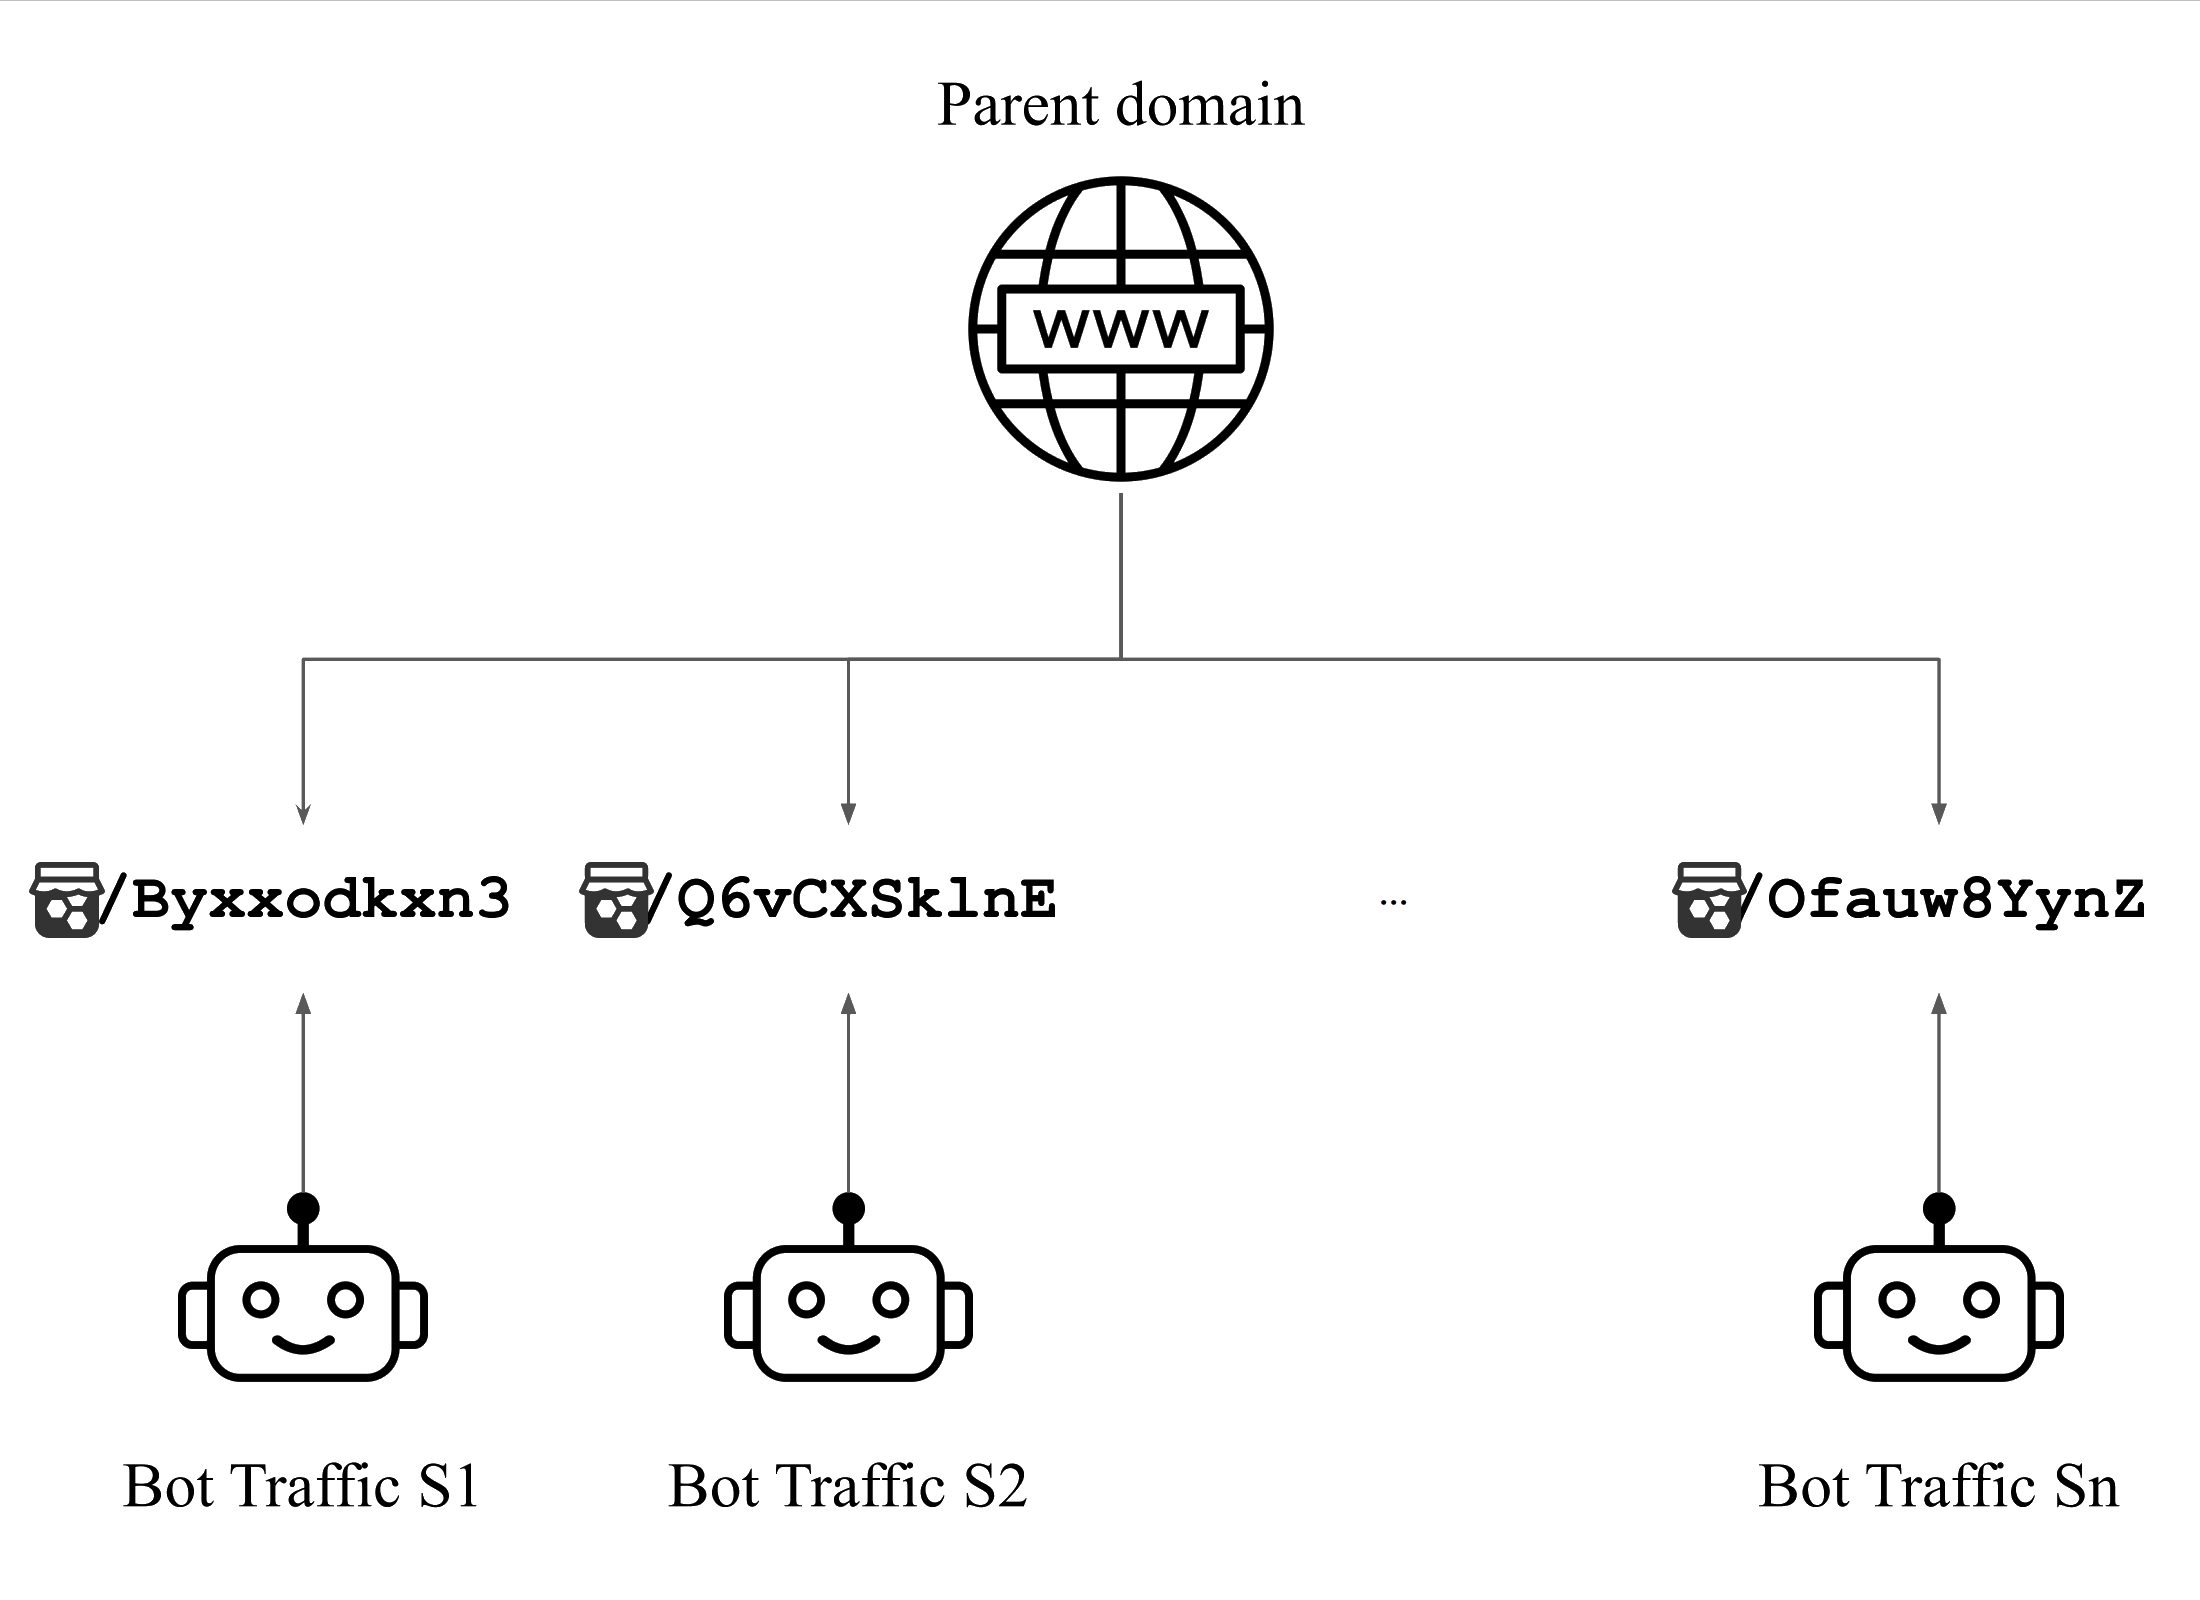 Parent domain
WWW
/Byxxodkxn3
/Q6vCXSklnE
...
/Ofauw8YynZ
Bot Traffic S1
Bot Traffic S2
Bot Traffic Sn